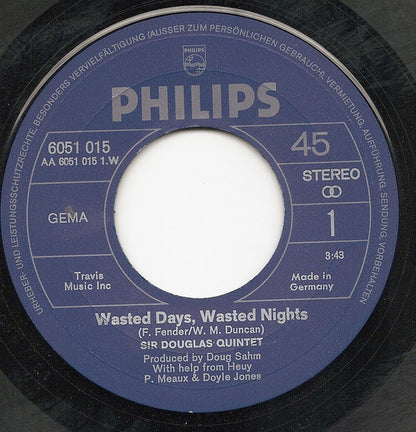 URHEBER- UND LEISTUNGSSCHUTZRECHTE, BESONDERS VERVIELFÄLTIGUNG (AUSSER ZUM PERSÖNLICHEN GEBRAUCH), VERMIETUNG, AUFFÜHRUNG, SENDUNG, VORBEHALTEN
PHILIPS
PHILIPS
6051 015
AA 6051 015 1.W
45
STEREO
GEMA
1
3:43
Travis
Music Inc
Made in
Germany
Wasted Days, Wasted Nights
(F. Fender/W. M. Duncan)
SIR DOUGLAS QUINTET
Produced by Doug Sahm
With help from Heuy
P. Meaux & Doyle Jones